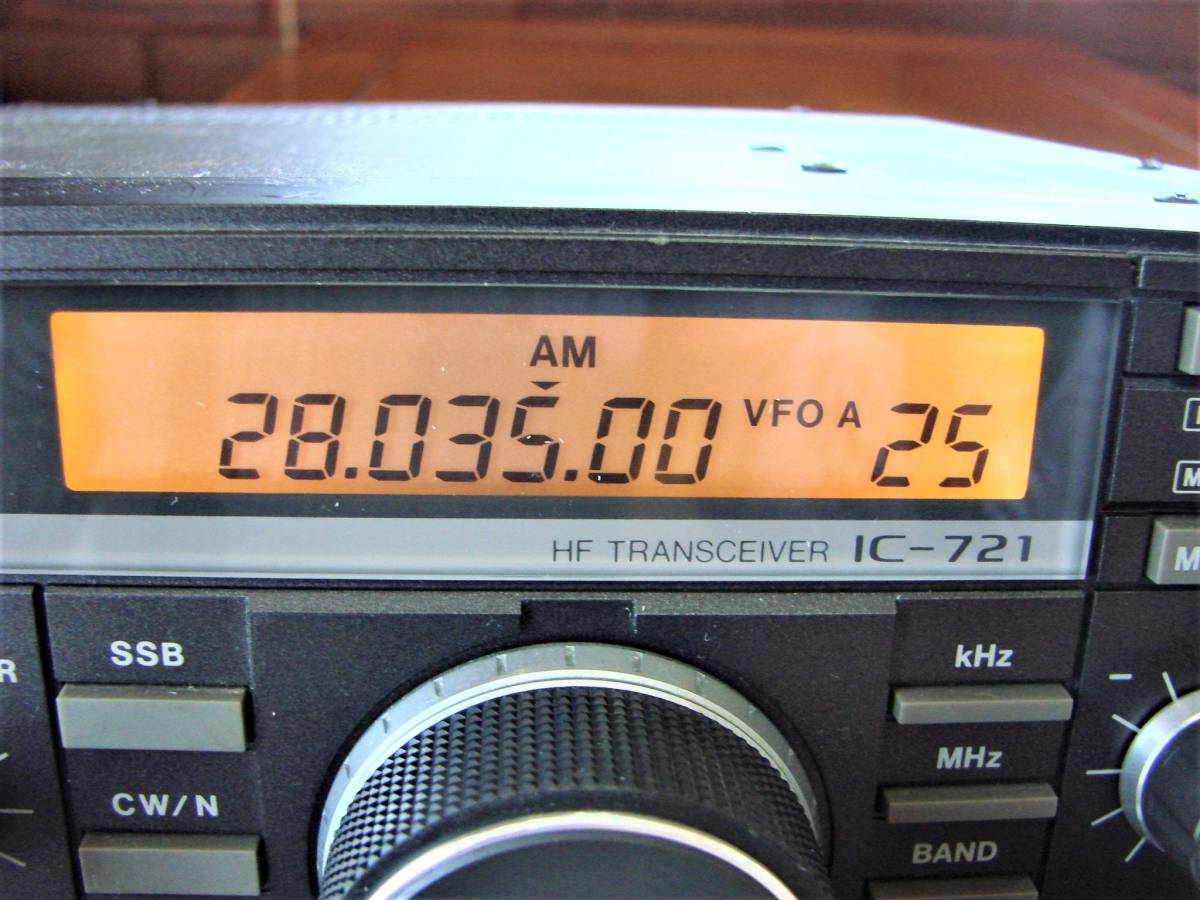 AM
28.035.00 VFO A 25
HF TRANSCEIVER IC-721
SSB
kHz
MHz
CW/N
BAND